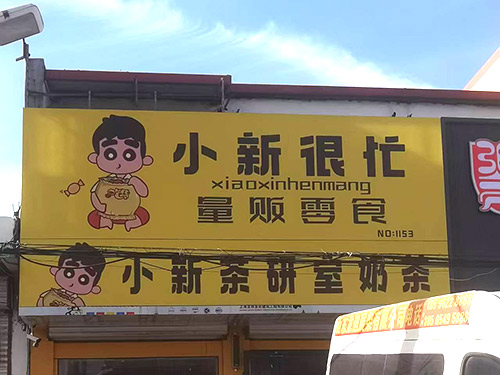 小新很忙
xiaoxinhenmang
量贩零食
NO:1153
小新茶研室奶茶